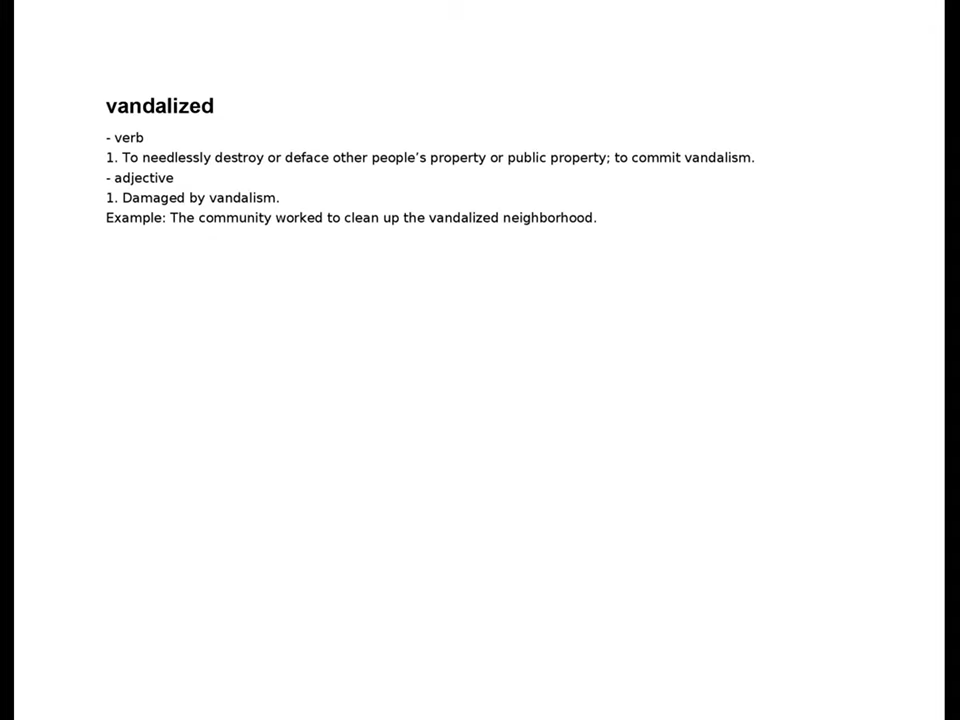 vandalized
- verb
1. To needlessly destroy or deface other people’s property or public property; to commit vandalism.
- adjective
1. Damaged by vandalism.
Example: The community worked to clean up the vandalized neighborhood.